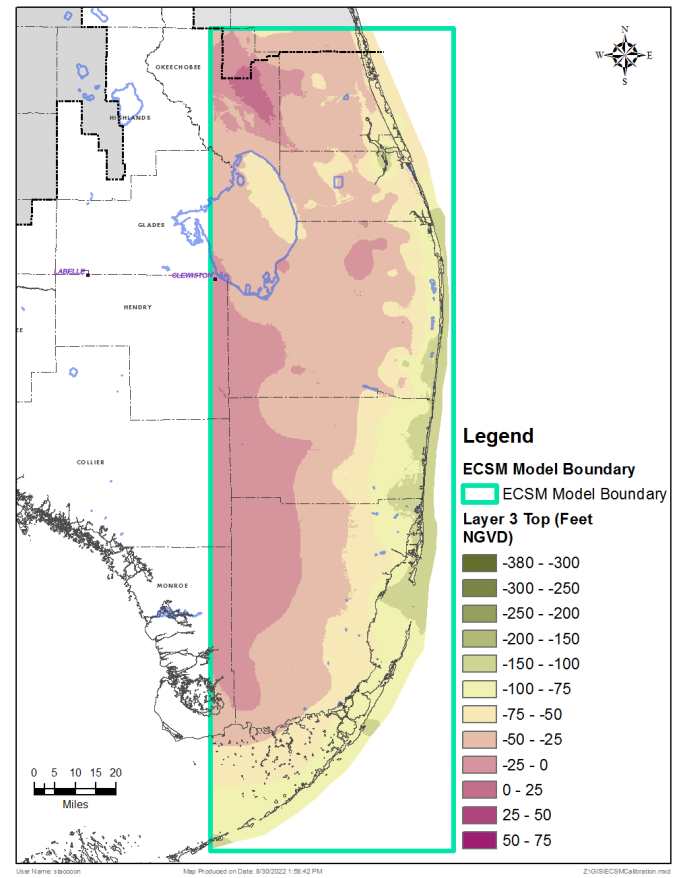 N
W E
S
OKEECHOBEE
HIGHLANDS
GLADES
LABELLE
CLEWISTON
HENDRY
EE
COLLIER
MONROE
Legend
ECSM Model Boundary
ECSM Model Boundary
Layer 3 Top (Feet
NGVD)
-380 - -300
-300 - -250
-250 - -200
-200 - -150
-150 - -100
-100 - -75
-75 - -50
-50 - -25
-25 - 0
0 - 25
25 - 50
50 - 75
0 5 10 15 20
Miles
User Name: staccoon
Map Produced on Date: 8/30/2022 1:58:42 PM
Z:\GIS\ECSMCalibration.mxd